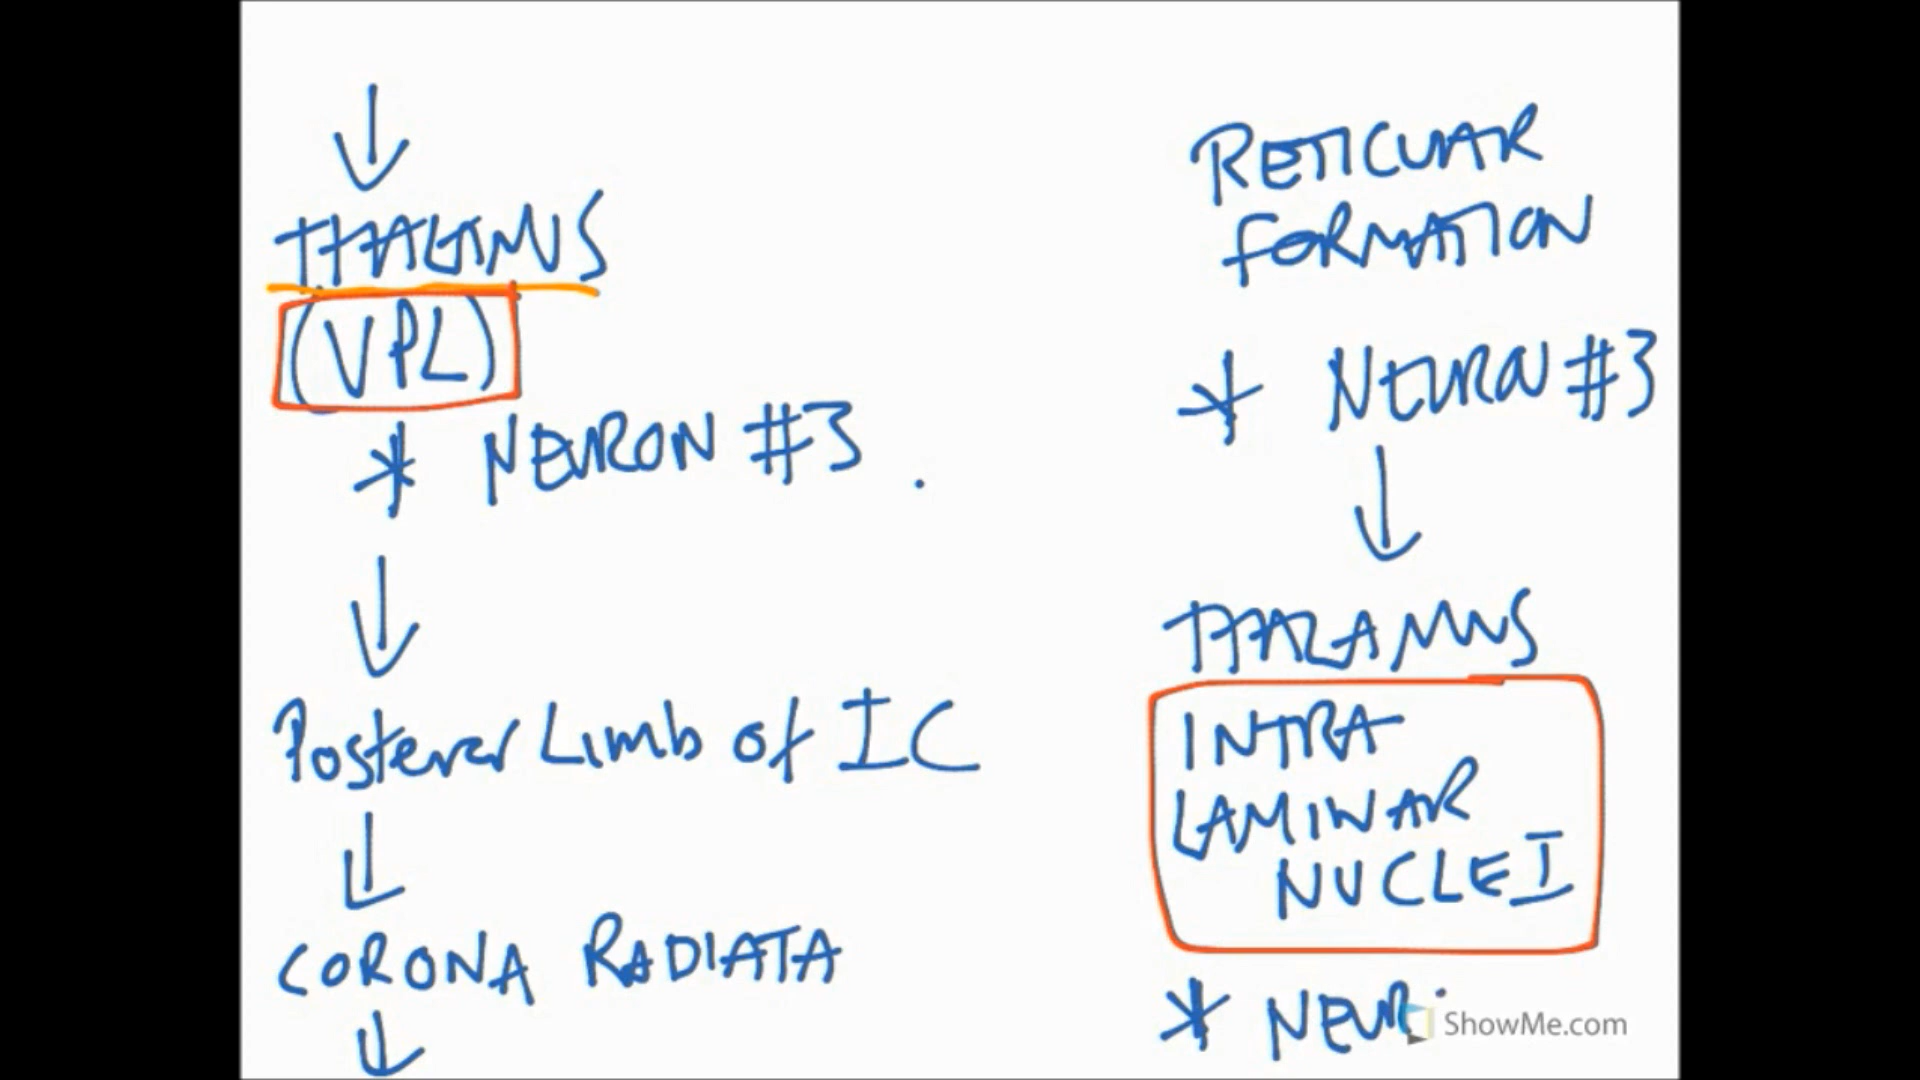 THALAMUS
(VPL)
* NEURON #3
Posterior Limb of IC
CORONA RADIATA
RETICULAR
FORMATION
* NEURON #3
THALAMUS
INTRA
LAMINAR
NUCLEI
* NEUR
ShowMe.com